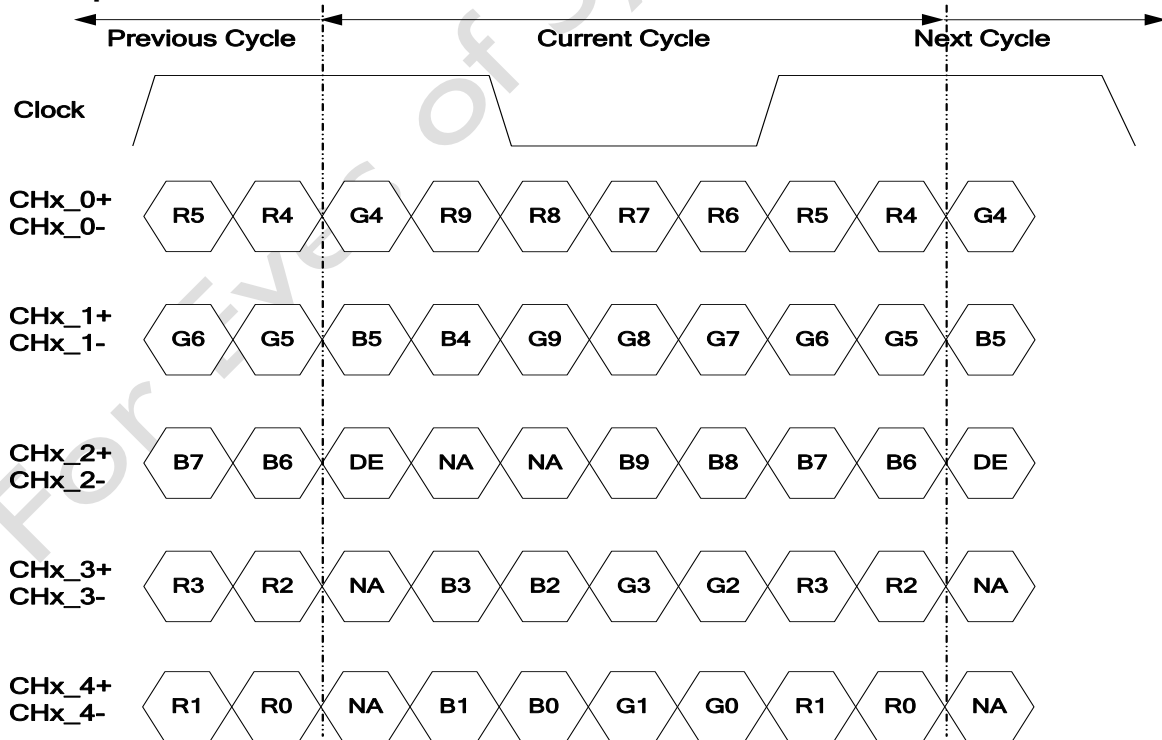 Previous Cycle Current Cycle Next Cycle
Clock
CHx_0+
CHx_0-
R5 R4 G4 R9 R8 R7 R6 R5 R4 G4
CHx_1+
CHx_1-
G6 G5 B5 B4 G9 G8 G7 G6 G5 B5
CHx_2+
CHx_2-
B7 B6 DE NA NA B9 B8 B7 B6 DE
CHx_3+
CHx_3-
R3 R2 NA B3 B2 G3 G2 R3 R2 NA
CHx_4+
CHx_4-
R1 R0 NA B1 B0 G1 G0 R1 R0 NA
For Eyes of